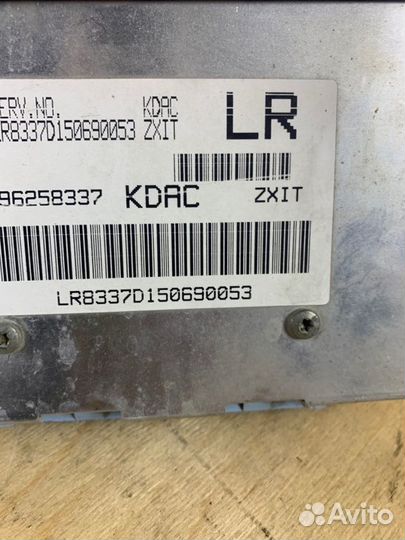 ERV.NO. KDAC LR
LR8337D150690053 ZXIT
96258337 KDAC ZXIT
LR8337D150690053
Avito